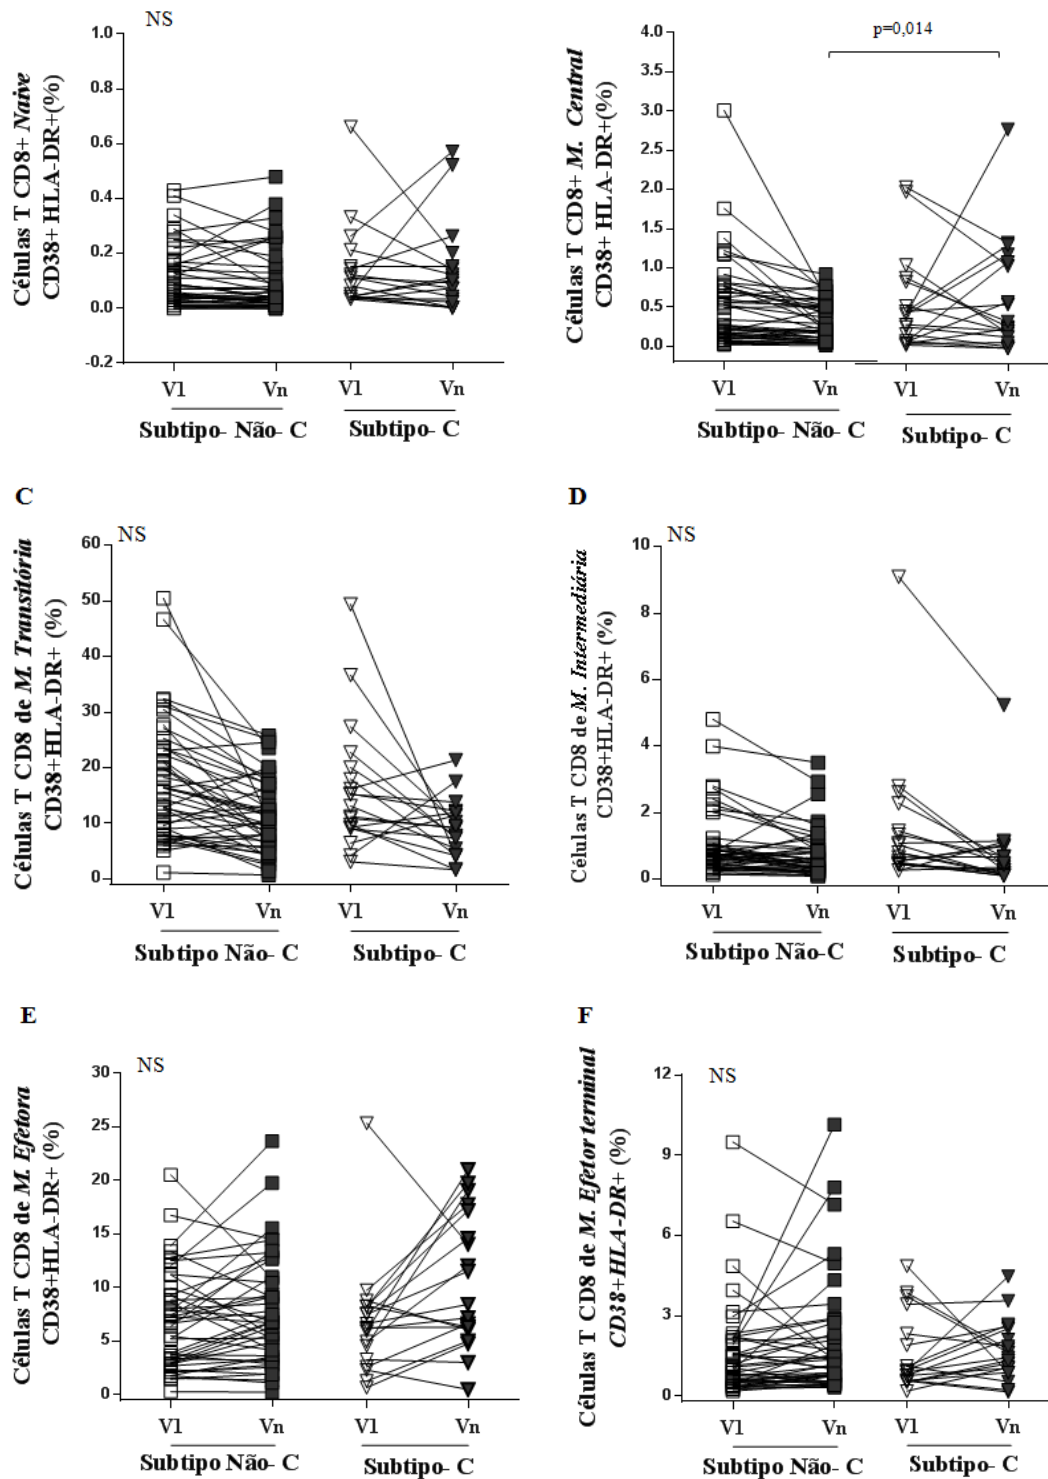 NS
Células T CD8+ Naive
CD38+ HLA-DR+(%)
1.0
0.8
0.6
0.4
0.2
0.0
-0.2
V1
Vn
V1
Vn
Subtipo- Não- C
Subtipo- C
p=0,014
Células T CD8+ M. Central
CD38+ HLA-DR+(%)
4.0
3.5
3.0
2.5
2.0
1.5
1.0
0.5
0.0
V1
Vn
V1
Vn
Subtipo- Não- C
Subtipo- C
C
NS
Células T CD8 de M. Transitória
CD38+HLA-DR+ (%)
60
50
40
30
20
10
0
V1
Vn
V1
Vn
Subtipo Não- C
Subtipo- C
D
NS
Células T CD8 de M. Intermediária
CD38+HLA-DR+ (%)
10
8
6
4
2
0
V1
Vn
V1
Vn
Subtipo Não-C
Subtipo- C
E
NS
Células T CD8 de M. Efetora
CD38+HLA-DR+ (%)
30
25
20
15
10
5
0
V1
Vn
V1
Vn
Subtipo Não- C
Subtipo- C
F
NS
Células T CD8 de M. Efetor terminal
CD38+HLA-DR+ (%)
12
9
6
3
0
V1
Vn
V1
Vn
Subtipo Não- C
Subtipo- C